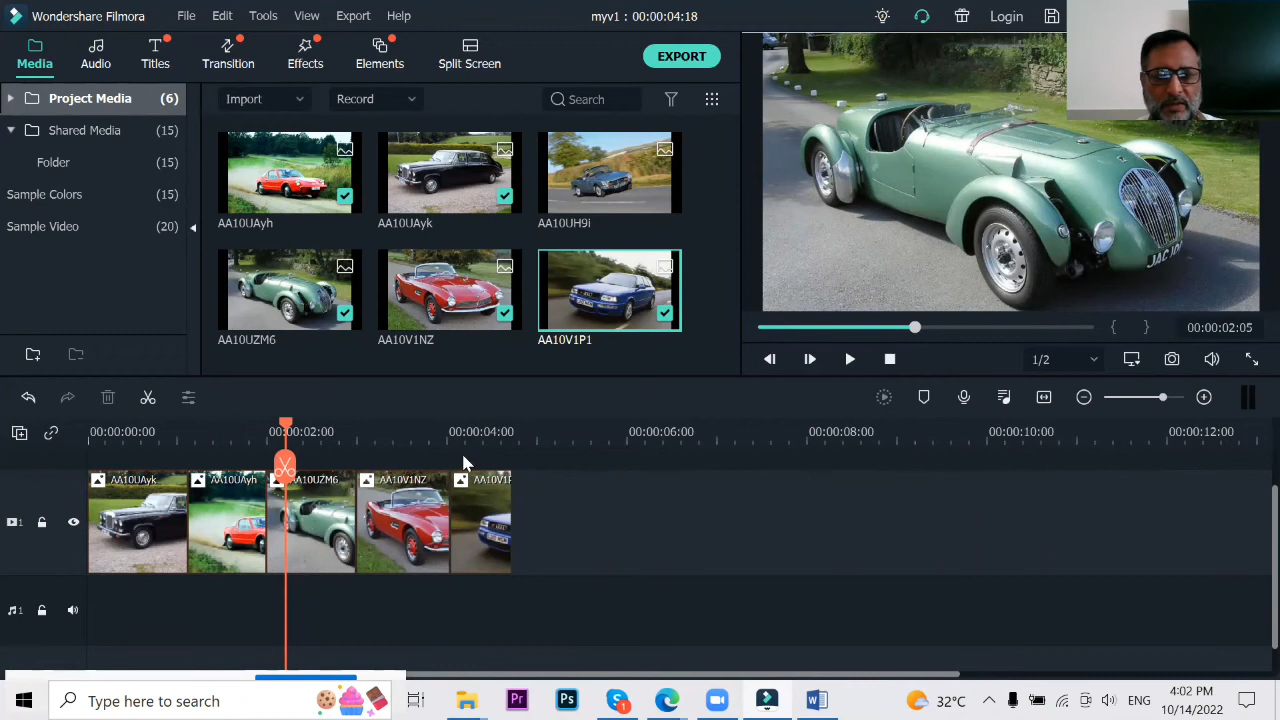 Wondershare Filmora File Edit Tools View Export Help myv1 : 00:00:04:18 Login
Media Audio Titles Transition Effects Elements Split Screen EXPORT
Project Media (6) Import Record Search
Shared Media (15)
Folder (15)
Sample Colors (15)
Sample Video (20)
AA10UAyh AA10UAyk AA10UH9i
AA10UZM6 AA10V1NZ AA10V1P1
00:00:02:05
1/2
00:00:00:00 00:00:02:00 00:00:04:00 00:00:06:00 00:00:08:00 00:00:10:00 00:00:12:00
AA10UAyk AA10UAyh AA10UZM6 AA10V1NZ AA10V1P
1
1
Type here to search Pr Ps 1 32°C ENG 4:02 PM
10/14/2022